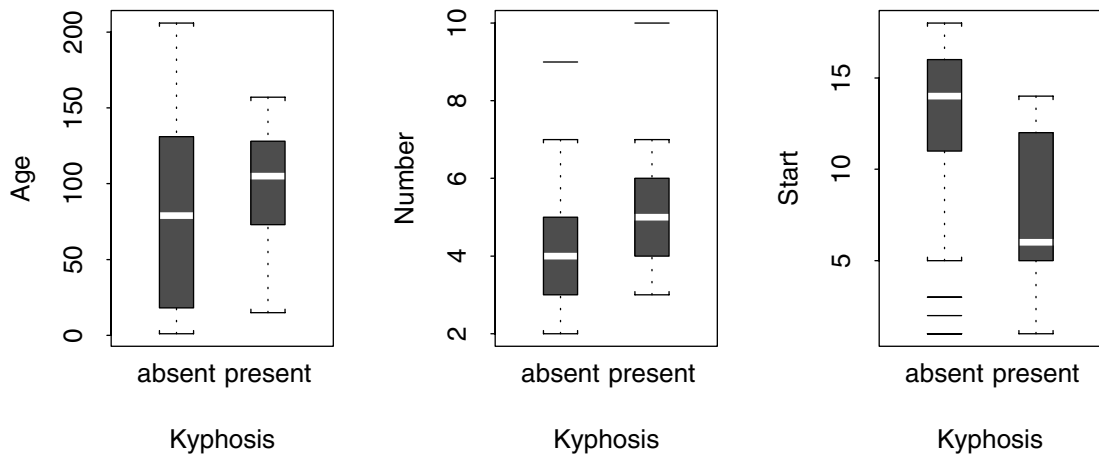 Age
0
50
100
150
200
absent present
Kyphosis
Number
2
4
6
8
10
absent present
Kyphosis
Start
5
10
15
absent present
Kyphosis